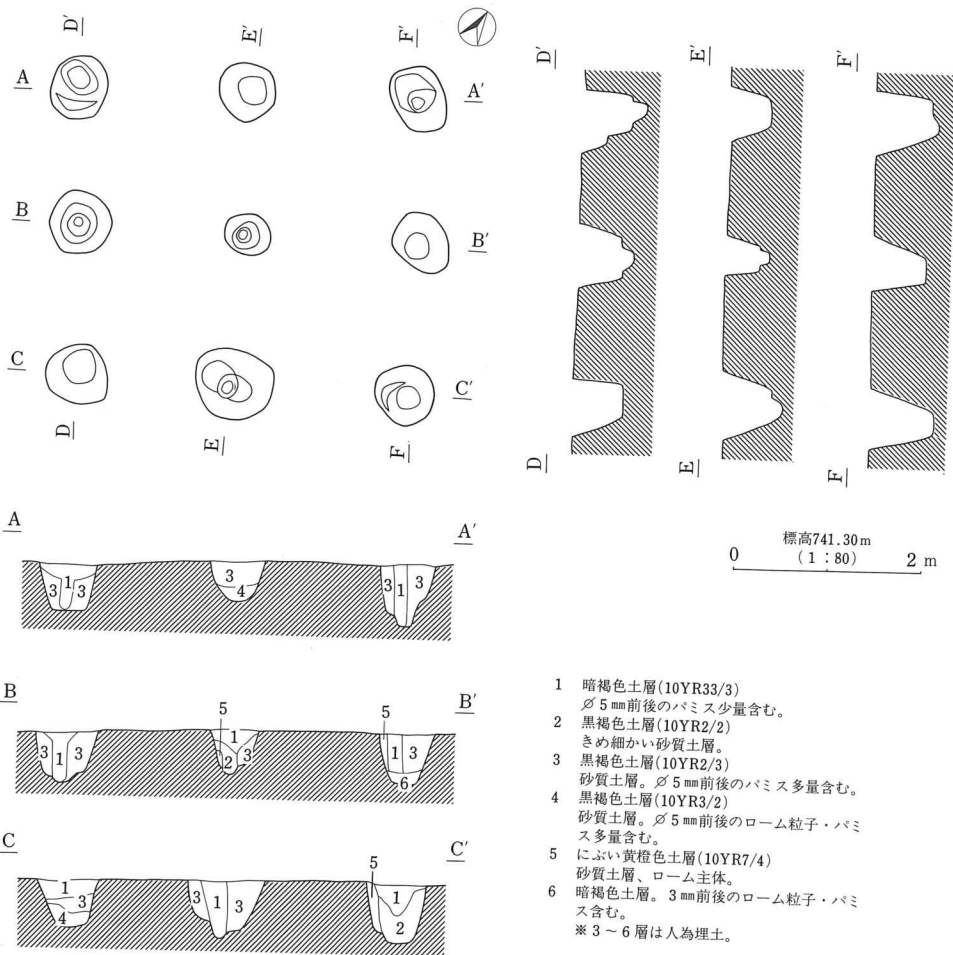 D' E' F'
A A'
B B'
C C'
D E F
D' E' F'
D E F
A A'
3 1 3 3 4 3 1 3
標高741.30m
0 (1:80) 2 m
B B'
5 5
3 1 3 1 2 3 1 3 6
C C'
5
1 3 4 3 1 3 1 2
1 暗褐色土層(10YR33/3)
∅5㎜前後のパミス少量含む。
2 黒褐色土層(10YR2/2)
きめ細かい砂質土層。
3 黒褐色土層(10YR2/3)
砂質土層。∅5㎜前後のパミス多量含む。
4 黒褐色土層(10YR3/2)
砂質土層。∅5㎜前後のローム粒子・パミ
ス多量含む。
5 にぶい黄橙色土層(10YR7/4)
砂質土層、ローム主体。
6 暗褐色土層。3㎜前後のローム粒子・パミ
ス含む。
※3～6層は人為埋土。